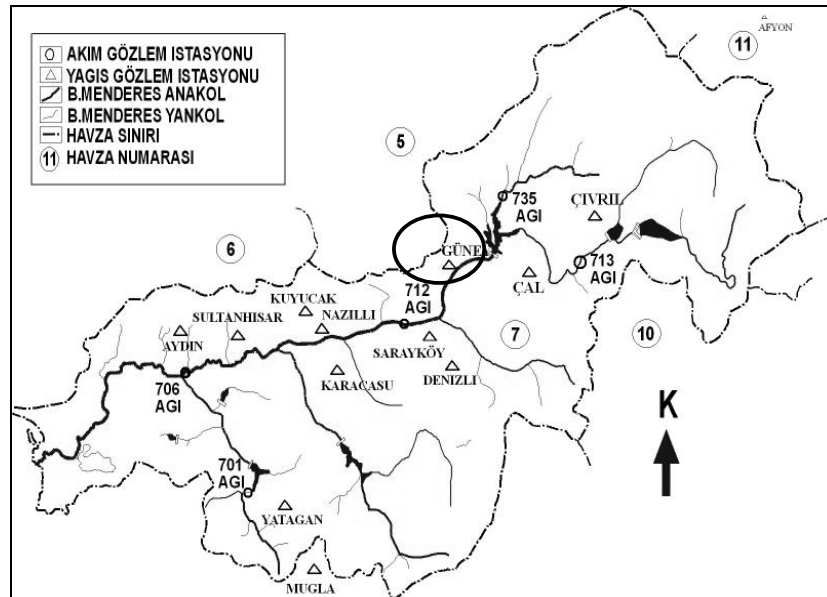 AKIM GÖZLEM ISTASYONU
YAGIS GÖZLEM ISTASYONU
B.MENDERES ANAKOL
B.MENDERES YANKOL
HAVZA SINIRI
11 HAVZA NUMARASI
11
AFYON
5
735
AGI
ÇIVRIL
6
GÜNEY
713
AGI
ÇAL
712
AGI
KUYUCAK
NAZILLI
SULTANHISAR
AYDIN
7
10
SARAYKÖY
DENIZLI
KARACASU
706
AGI
K
701
AGI
YATAGAN
MUGLA